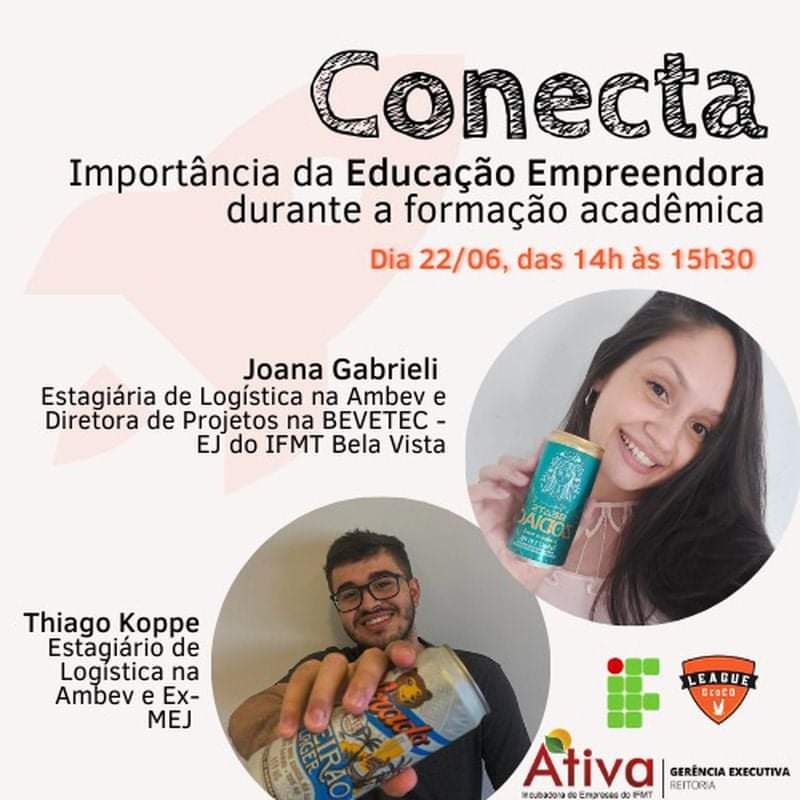 Conecta
Importância da Educação Empreendora
durante a formação acadêmica
Dia 22/06, das 14h às 15h30
Joana Gabrieli
Estagiária de Logística na Ambev e
Diretora de Projetos na BEVETEC -
EJ do IFMT Bela Vista
BEATS
ZODIAC
Thiago Koppe
Estagiário de
Logística na
Ambev e Ex-
MEJ
LEAGUE
Ativa
Incubadora de Empresas do IFMT
GERÊNCIA EXECUTIVA
REITORIA